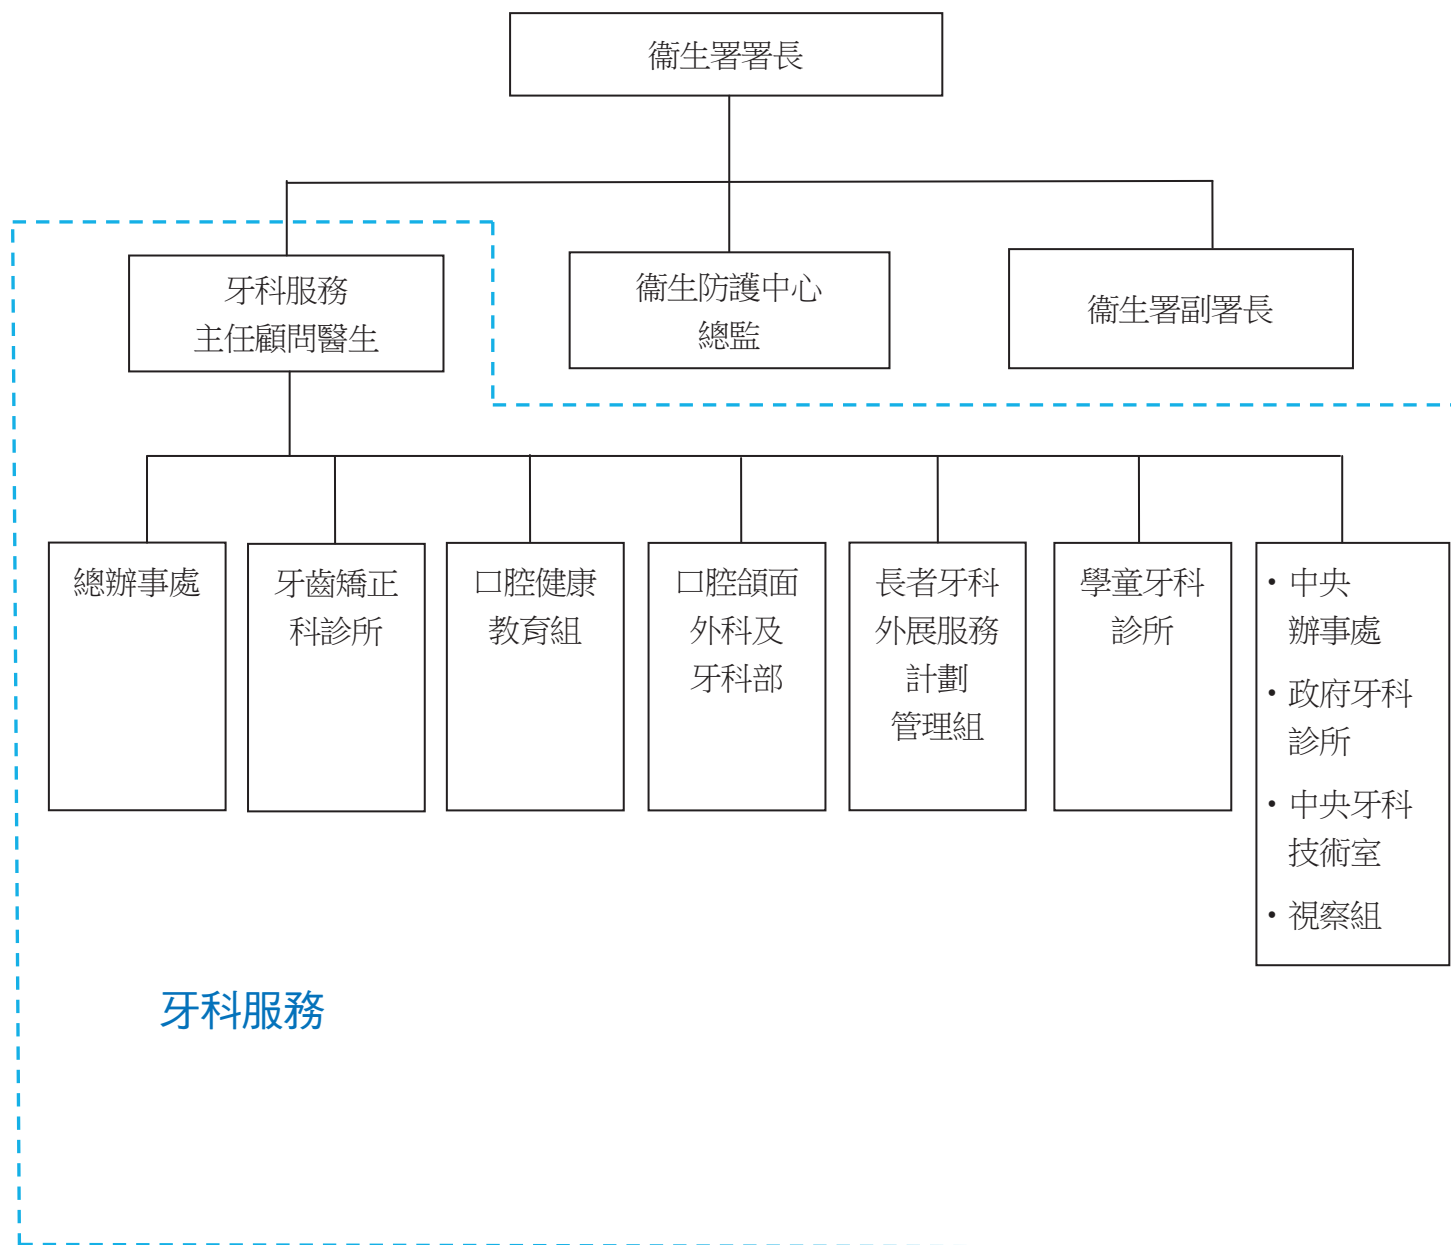 衞生署署長
牙科服務
主任顧問醫生
衞生防護中心
總監
衞生署副署長
總辦事處
牙齒矯正
科診所
口腔健康
教育組
口腔頜面
外科及
牙科部
長者牙科
外展服務
計劃
管理組
學童牙科
診所
• 中央
辦事處
• 政府牙科
診所
• 中央牙科
技術室
• 視察組
牙科服務